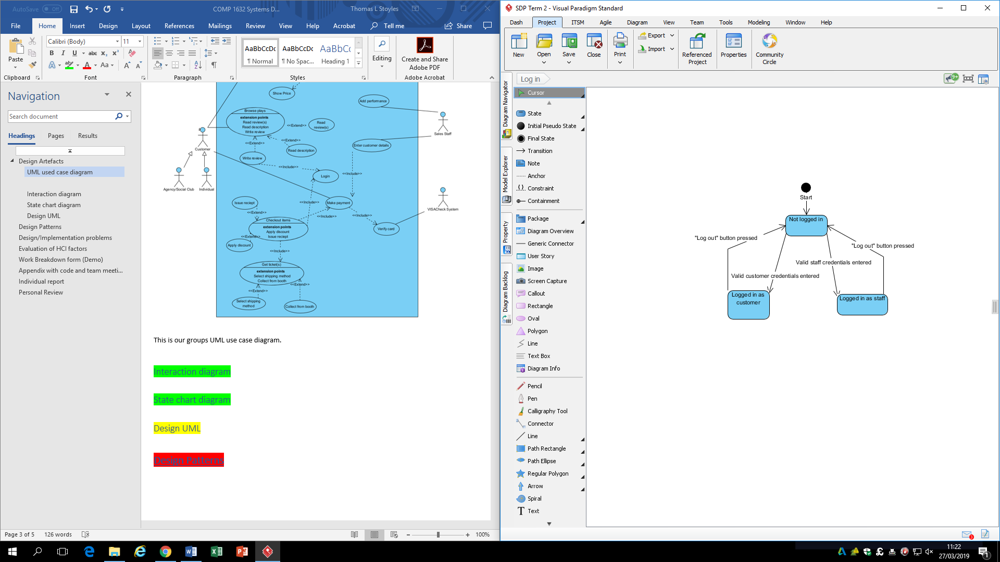 AutoSave Off
COMP 1632 Systems D...
Thomas L Stoyles
File Home Insert Design Layout References Mailings Review View Help Acrobat Tell me Share
Paste
Calibri (Body) 11
B I U abc x₂ x²
A ab A Aa A A
AaBbCcDc AaBbCcDc AaBbCc
¶ Normal ¶ No Spac... Heading 1
Editing
Create and Share
Adobe PDF
Clipboard Font Paragraph Styles Adobe Acrobat
Navigation
Search document
Headings Pages Results
Design Artefacts
UML used case diagram
Interaction diagram
State chart diagram
Design UML
Design Patterns
Design/Implementation problems
Evaluation of HCI factors
Work Breakdown form (Demo)
Appendix with code and team meeti...
Individual report
Personal Review
Show Price
Add performance
Browse plays
extension points
Read review(s)
Read description
Write review
<<Extend>>
Read
review(s)
Sales Staff
<<Extend>>
<<Extend>>
Enter customer details
Customer
Read description
Write review
<<Include>>
<<Include>>
Login
Agency/Social Club
Individual
Issue reciept
<<Include>>
Make payment
VISACheck System
<<Extend>>
<<Include>>
<<Include>>
Checkout items
extension points
Apply discount
Issue reciept
Verify card
<<Extend>>
Apply discount
<<Include>>
Get ticket(s)
extension points
Select shipping method
Collect from booth
<<Extend>>
<<Extend>>
Select shipping
method
Collect from booth
This is our groups UML use case diagram.
Interaction diagram
State chart diagram
Design UML
Design Patterns
Page 3 of 5 126 words
100%
SDP Term 2 - Visual Paradigm Standard
Dash Project ITSM Agile Diagram View Team Tools Modeling Window Help
New Open Save Close Print
Export
Import
Referenced
Project
Properties
Community
Circle
Log in
9+
Diagram Navigator
Model Explorer
Property
Diagram Backlog
Cursor
State
Initial Pseudo State
Final State
Transition
Note
Anchor
Constraint
Containment
Package
Diagram Overview
Generic Connector
User Story
Image
Screen Capture
Callout
Rectangle
Oval
Polygon
Line
Text Box
Diagram Info
Pencil
Pen
Calligraphy Tool
Connector
Line
Path Rectangle
Path Ellipse
Regular Polygon
Arrow
Spiral
T Text
Start
Not logged in
"Log out" button pressed
"Log out" button pressed
Valid staff credentials entered
Valid customer credentials entered
Logged in as
customer
Logged in as staff
3
11:22
27/03/2019
1